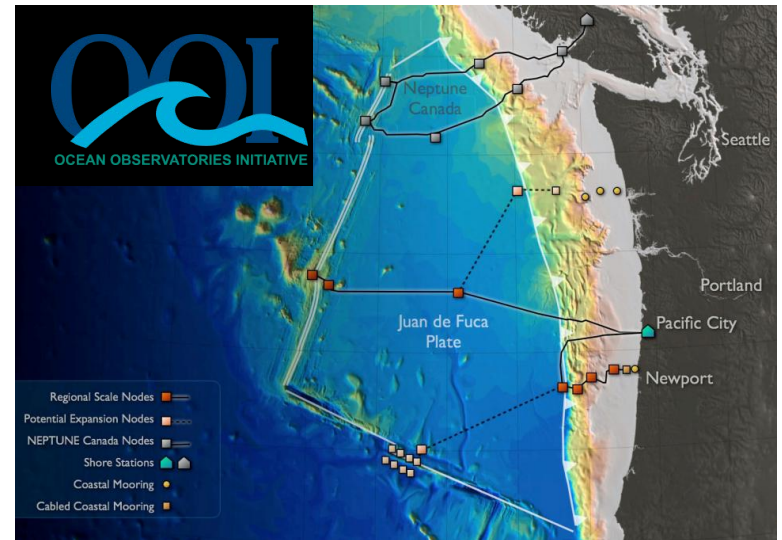 OOI
OCEAN OBSERVATORIES INITIATIVE
Neptune
Canada
Seattle
Portland
Juan de Fuca
Plate
Pacific City
Newport
Regional Scale Nodes
Potential Expansion Nodes
NEPTUNE Canada Nodes
Shore Stations
Coastal Mooring
Cabled Coastal Mooring